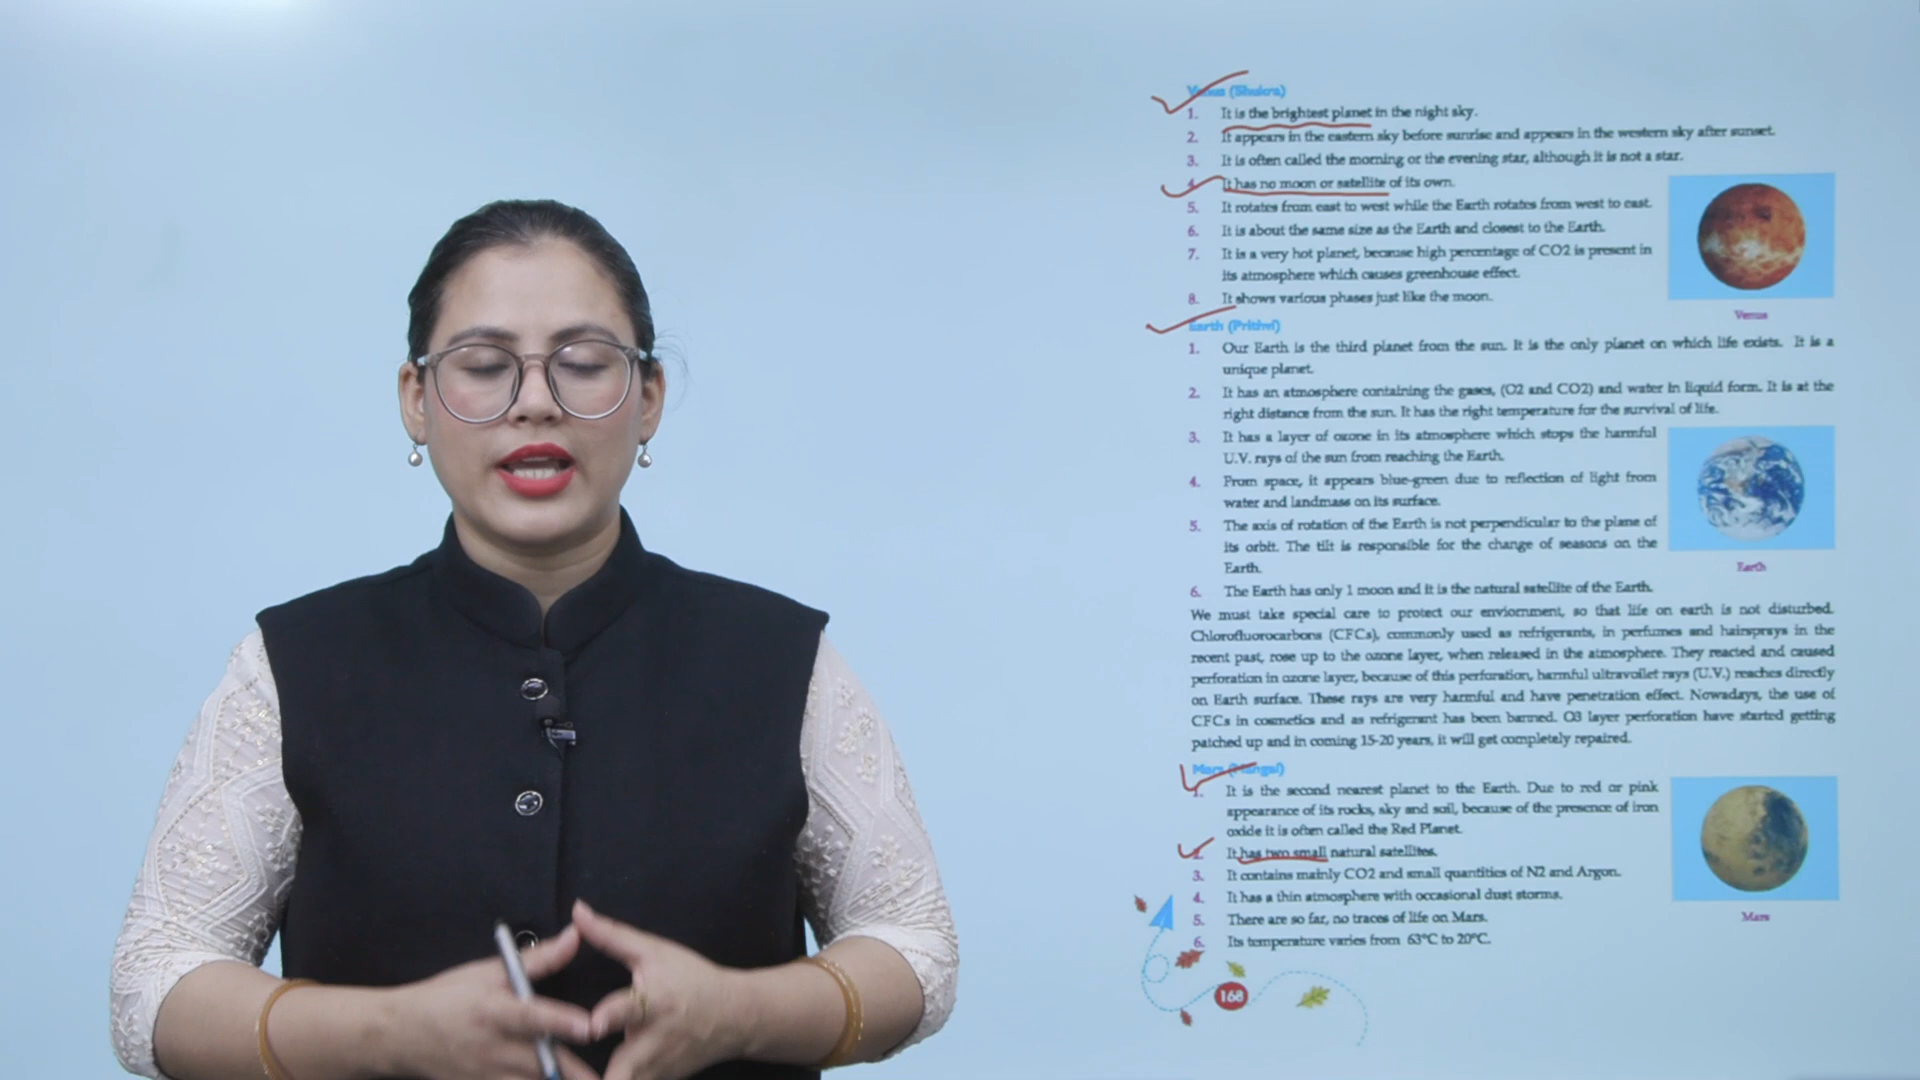 Venus (Shukra)
1. It is the brightest planet in the night sky.
2. It appears in the eastern sky before sunrise and appears in the western sky after sunset.
3. It is often called the morning or the evening star, although it is not a star.
4. It has no moon or satellite of its own.
5. It rotates from east to west while the Earth rotates from west to east.
6. It is about the same size as the Earth and closest to the Earth.
7. It is a very hot planet, because high percentage of CO2 is present in
its atmosphere which causes greenhouse effect.
8. It shows various phases just like the moon.
Venus
Earth (Prithvi)
1. Our Earth is the third planet from the sun. It is the only planet on which life exists. It is a
unique planet.
2. It has an atmosphere containing the gases, (O2 and CO2) and water in liquid form. It is at the
right distance from the sun. It has the right temperature for the survival of life.
3. It has a layer of ozone in its atmosphere which stops the harmful
U.V. rays of the sun from reaching the Earth.
4. From space, it appears blue-green due to reflection of light from
water and landmass on its surface.
5. The axis of rotation of the Earth is not perpendicular to the plane of
its orbit. The tilt is responsible for the change of seasons on the
Earth.
Earth
6. The Earth has only 1 moon and it is the natural satellite of the Earth.
We must take special care to protect our enviornment, so that life on earth is not disturbed.
Chlorofluorocarbons (CFCs), commonly used as refrigerants, in perfumes and hairsprays in the
recent past, rose up to the ozone layer, when released in the atmosphere. They reacted and caused
perforation in ozone layer, because of this perforation, harmful ultravoilet rays (U.V.) reaches directly
on Earth surface. These rays are very harmful and have penetration effect. Nowadays, the use of
CFCs in cosmetics and as refrigerant has been banned. O3 layer perforation have started getting
patched up and in coming 15-20 years, it will get completely repaired.
Mars (Mangal)
1. It is the second nearest planet to the Earth. Due to red or pink
appearance of its rocks, sky and soil, because of the presence of iron
oxide it is often called the Red Planet.
2. It has two small natural satellites.
3. It contains mainly CO2 and small quantities of N2 and Argon.
4. It has a thin atmosphere with occasional dust storms.
5. There are so far, no traces of life on Mars.
6. Its temperature varies from 63°C to 20°C.
Mars
168